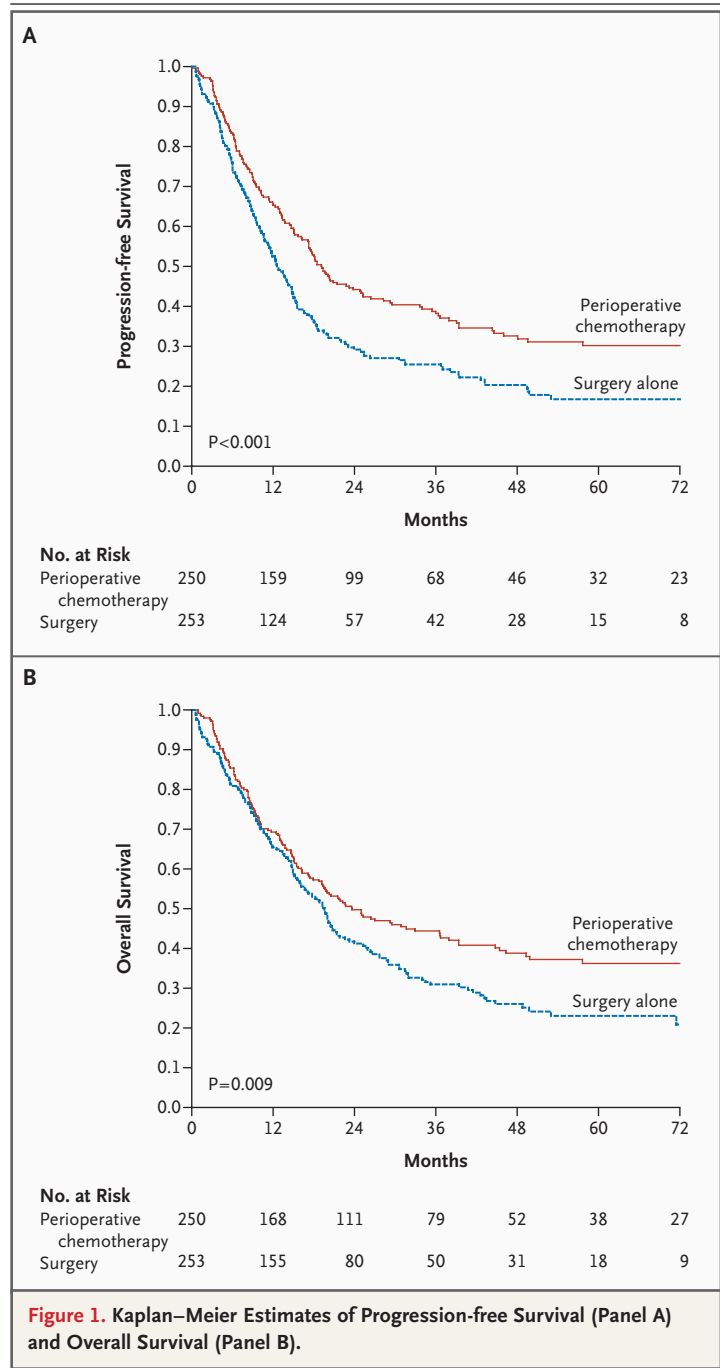 A
1.0
0.9
0.8
0.7
0.6
0.5
0.4
0.3
0.2
0.1
0.0
Progression-free Survival
Perioperative
chemotherapy
Surgery alone
P<0.001
0 12 24 36 48 60 72
Months
No. at Risk
Perioperative 250 159 99 68 46 32 23
chemotherapy
Surgery 253 124 57 42 28 15 8
B
1.0
0.9
0.8
0.7
0.6
0.5
0.4
0.3
0.2
0.1
0.0
Overall Survival
Perioperative
chemotherapy
Surgery alone
P=0.009
0 12 24 36 48 60 72
Months
No. at Risk
Perioperative 250 168 111 79 52 38 27
chemotherapy
Surgery 253 155 80 50 31 18 9
Figure 1. Kaplan–Meier Estimates of Progression-free Survival (Panel A)
and Overall Survival (Panel B).